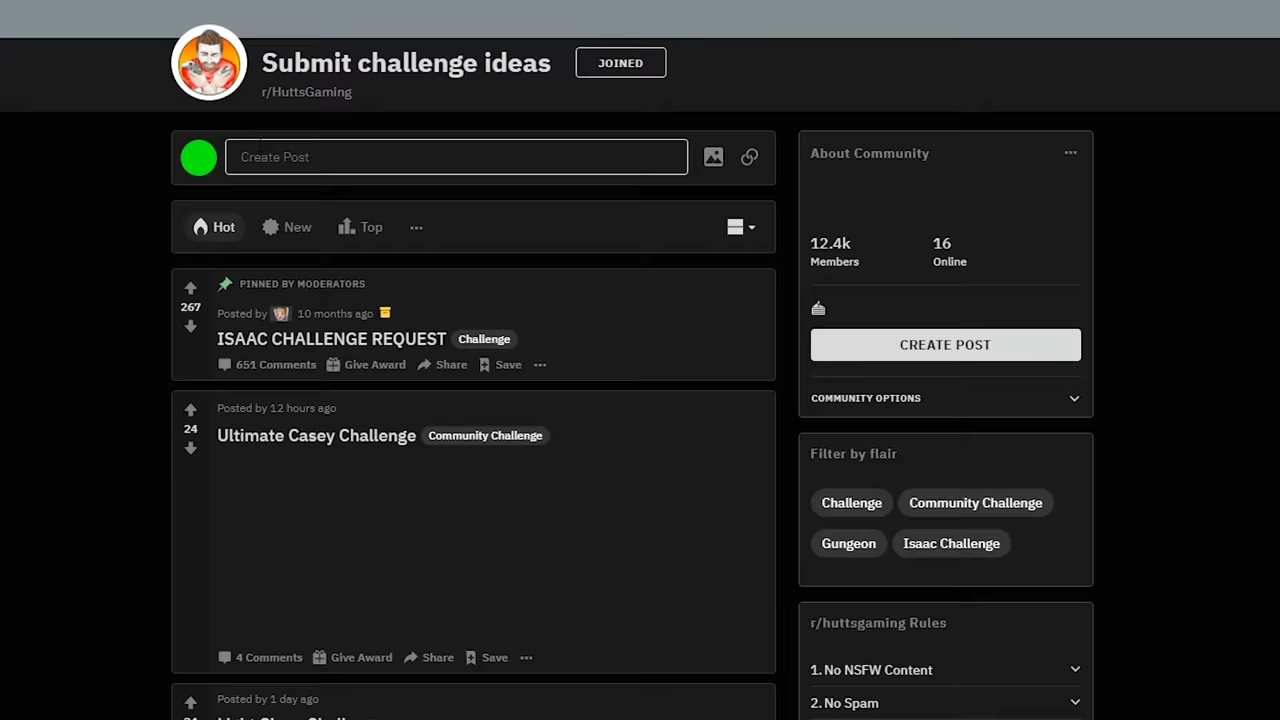 Submit challenge ideas
JOINED
r/HuttsGaming
Create Post
Hot
New
Top
PINNED BY MODERATORS
267
Posted by 10 months ago
ISAAC CHALLENGE REQUEST Challenge
651 Comments Give Award Share Save
Posted by 12 hours ago
24
Ultimate Casey Challenge Community Challenge
4 Comments Give Award Share Save
Posted by 1 day ago
About Community
12.4k
Members
16
Online
CREATE POST
COMMUNITY OPTIONS
Filter by flair
Challenge
Community Challenge
Gungeon
Isaac Challenge
r/huttsgaming Rules
1. No NSFW Content
2. No Spam